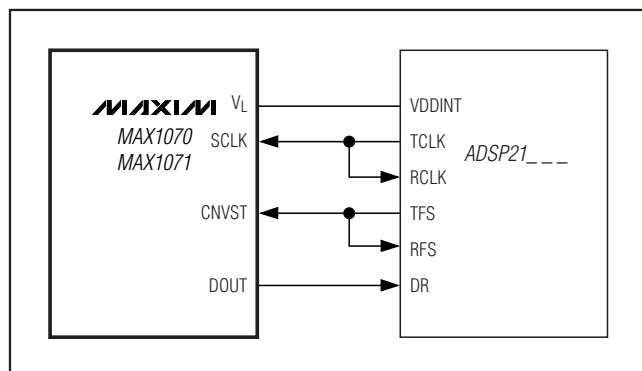 MAXIM
MAX1070
MAX1071
VL
SCLK
CNVST
DOUT
VDDINT
TCLK
RCLK
TFS
RFS
DR
ADSP21_ _ _